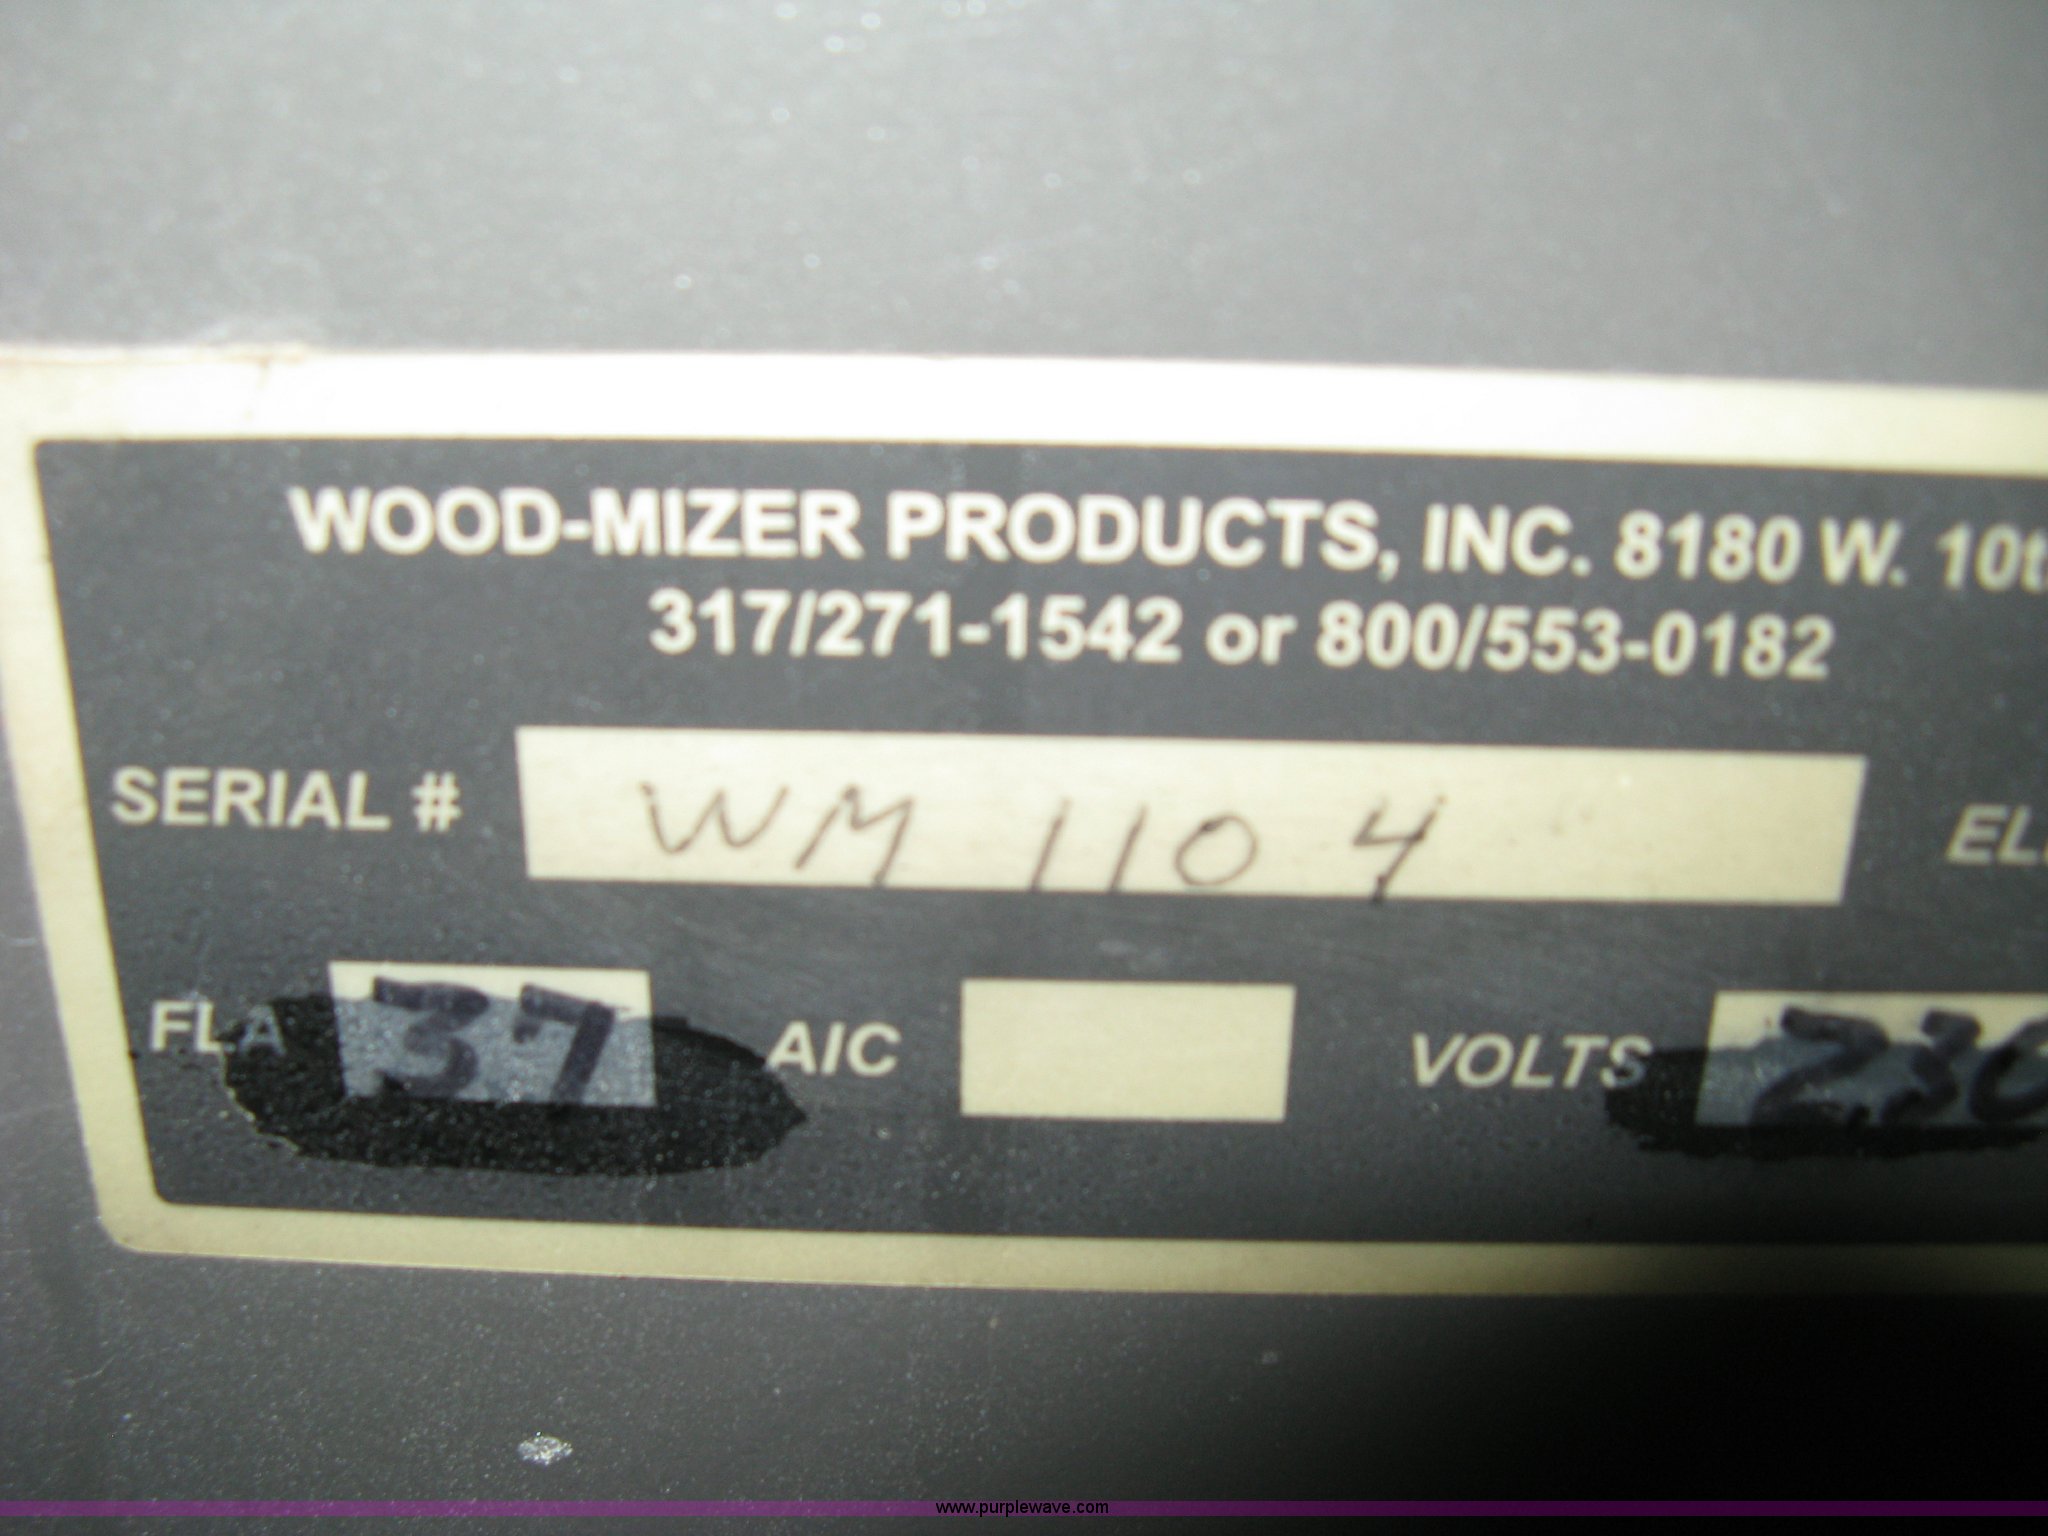 WOOD-MIZER PRODUCTS, INC. 8180 W. 10t
317/271-1542 or 800/553-0182
SERIAL # WM 1104 EL
FLA 37 A/C VOLTS 230
www.purplewave.com